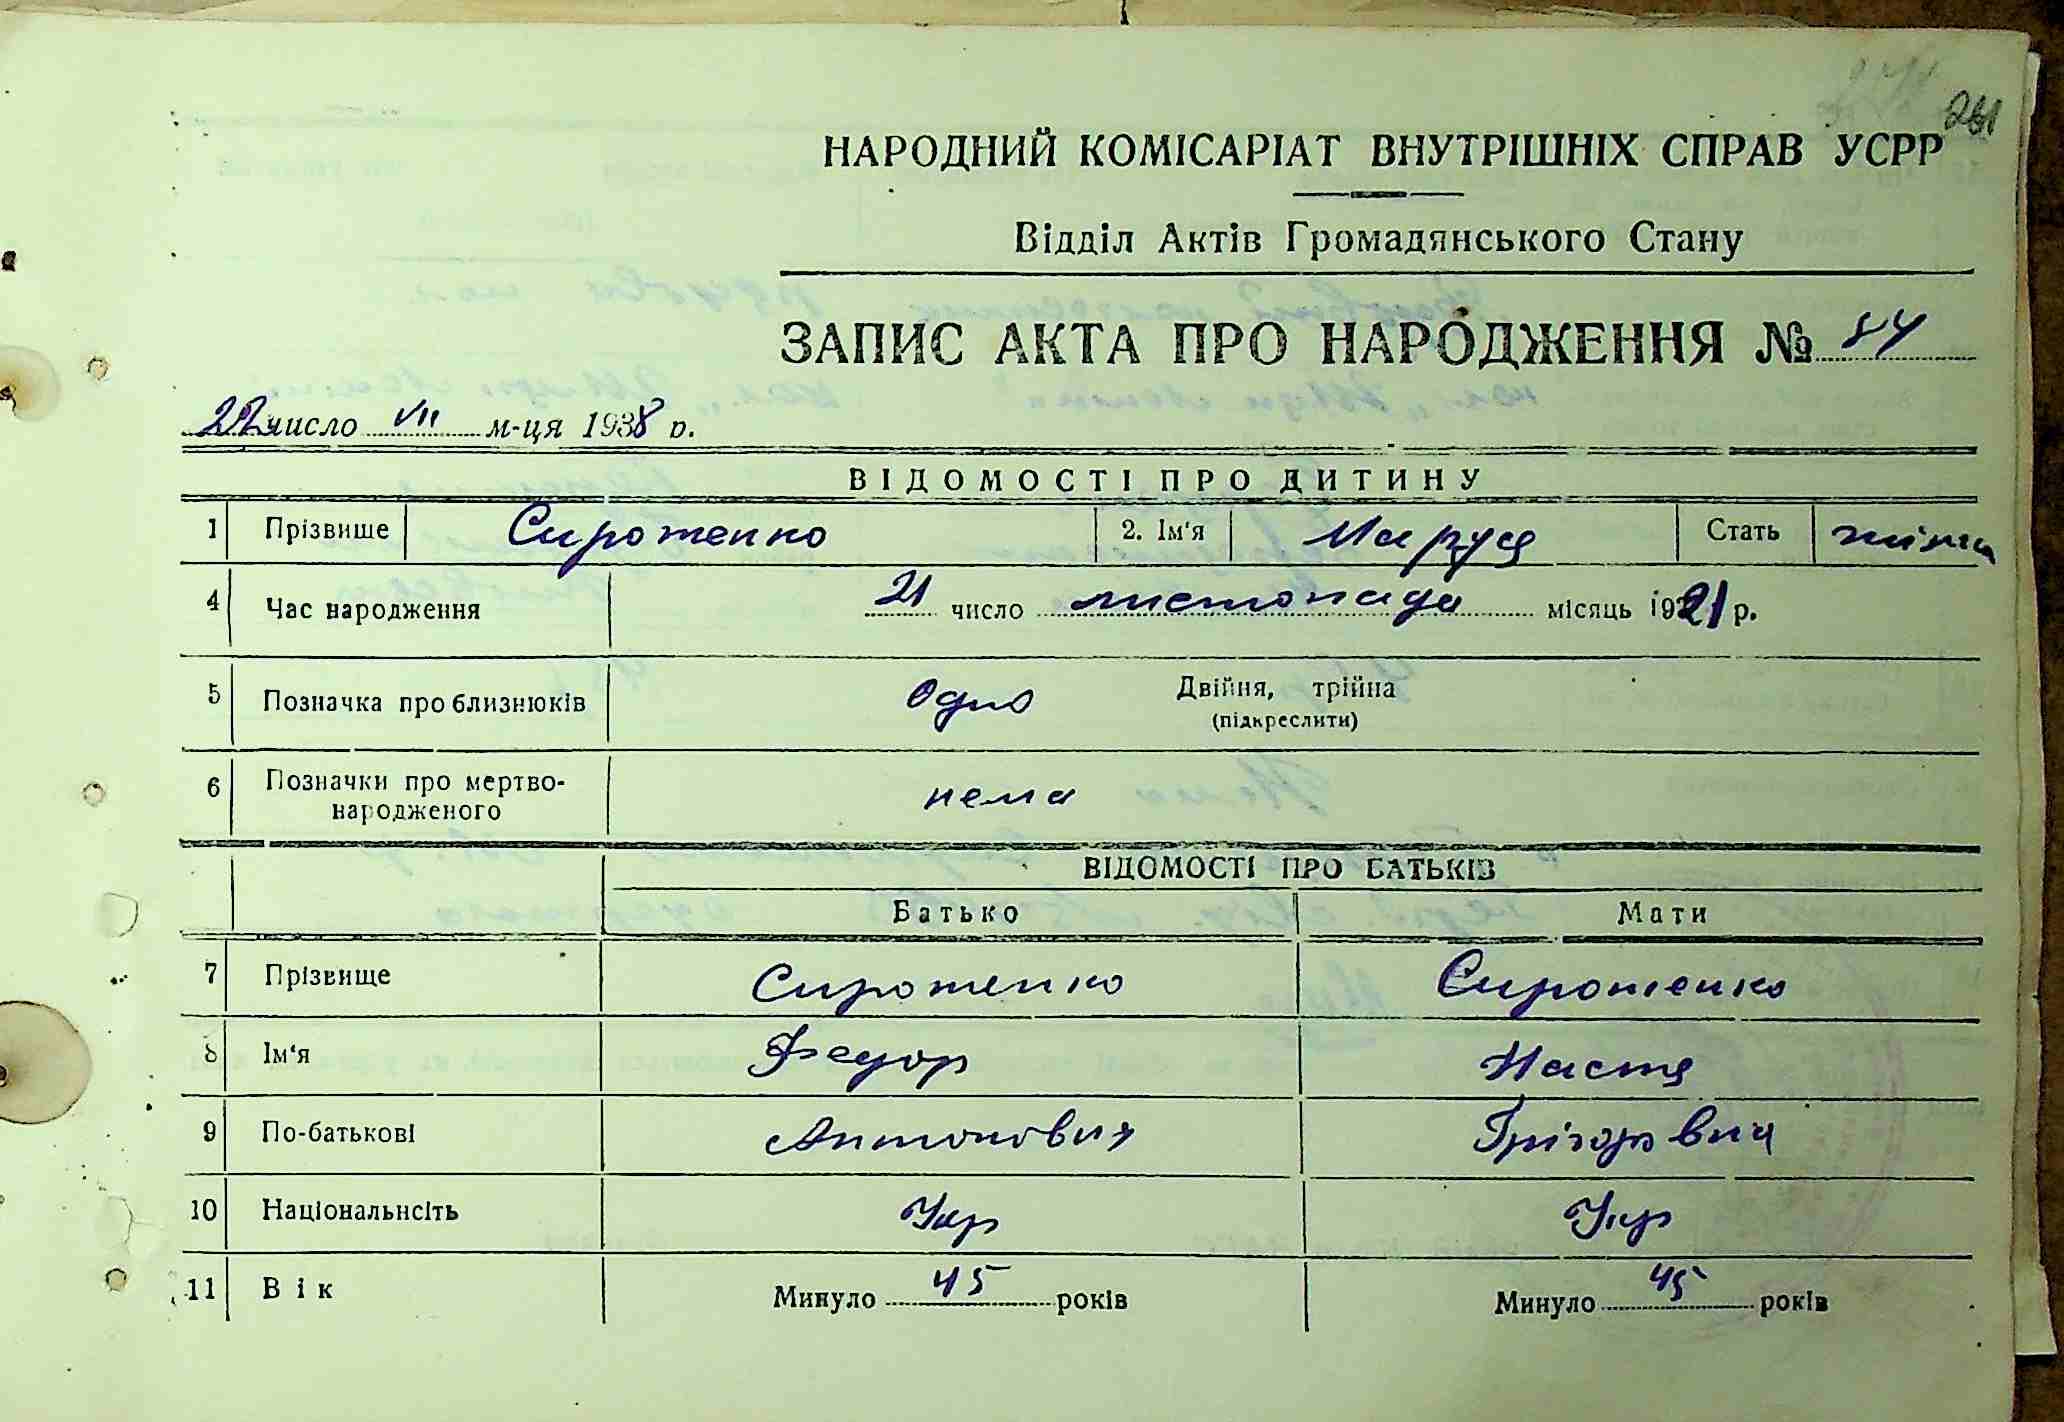 261
НАРОДНИЙ КОМІСАРІАТ ВНУТРІШНІХ СПРАВ УСРР
Відділ Актів Громадянського Стану
ЗАПИС АКТА ПРО НАРОДЖЕННЯ № 84
22 число VII м-ця 1938 р.
ВІДОМОСТІ ПРО ДИТИНУ
1 Прізвище Сиротенко 2. Ім'я Маруся Стать жіноча
4 Час народження 21 число листопада місяць 1921 р.
5 Позначка про близнюків Одно Двійня, трійна
(підкреслити)
6 Позначки про мертво-
народженого нема
ВІДОМОСТІ ПРО БАТЬКІВ
Батько Мати
7 Прізвище Сиротенко Сиротенко
8 Ім'я Федор Настя
9 По-батькові Антонович Грігоровна
10 Національнсіть Укр Укр
11 Вік Минуло 45 років Минуло 45 років